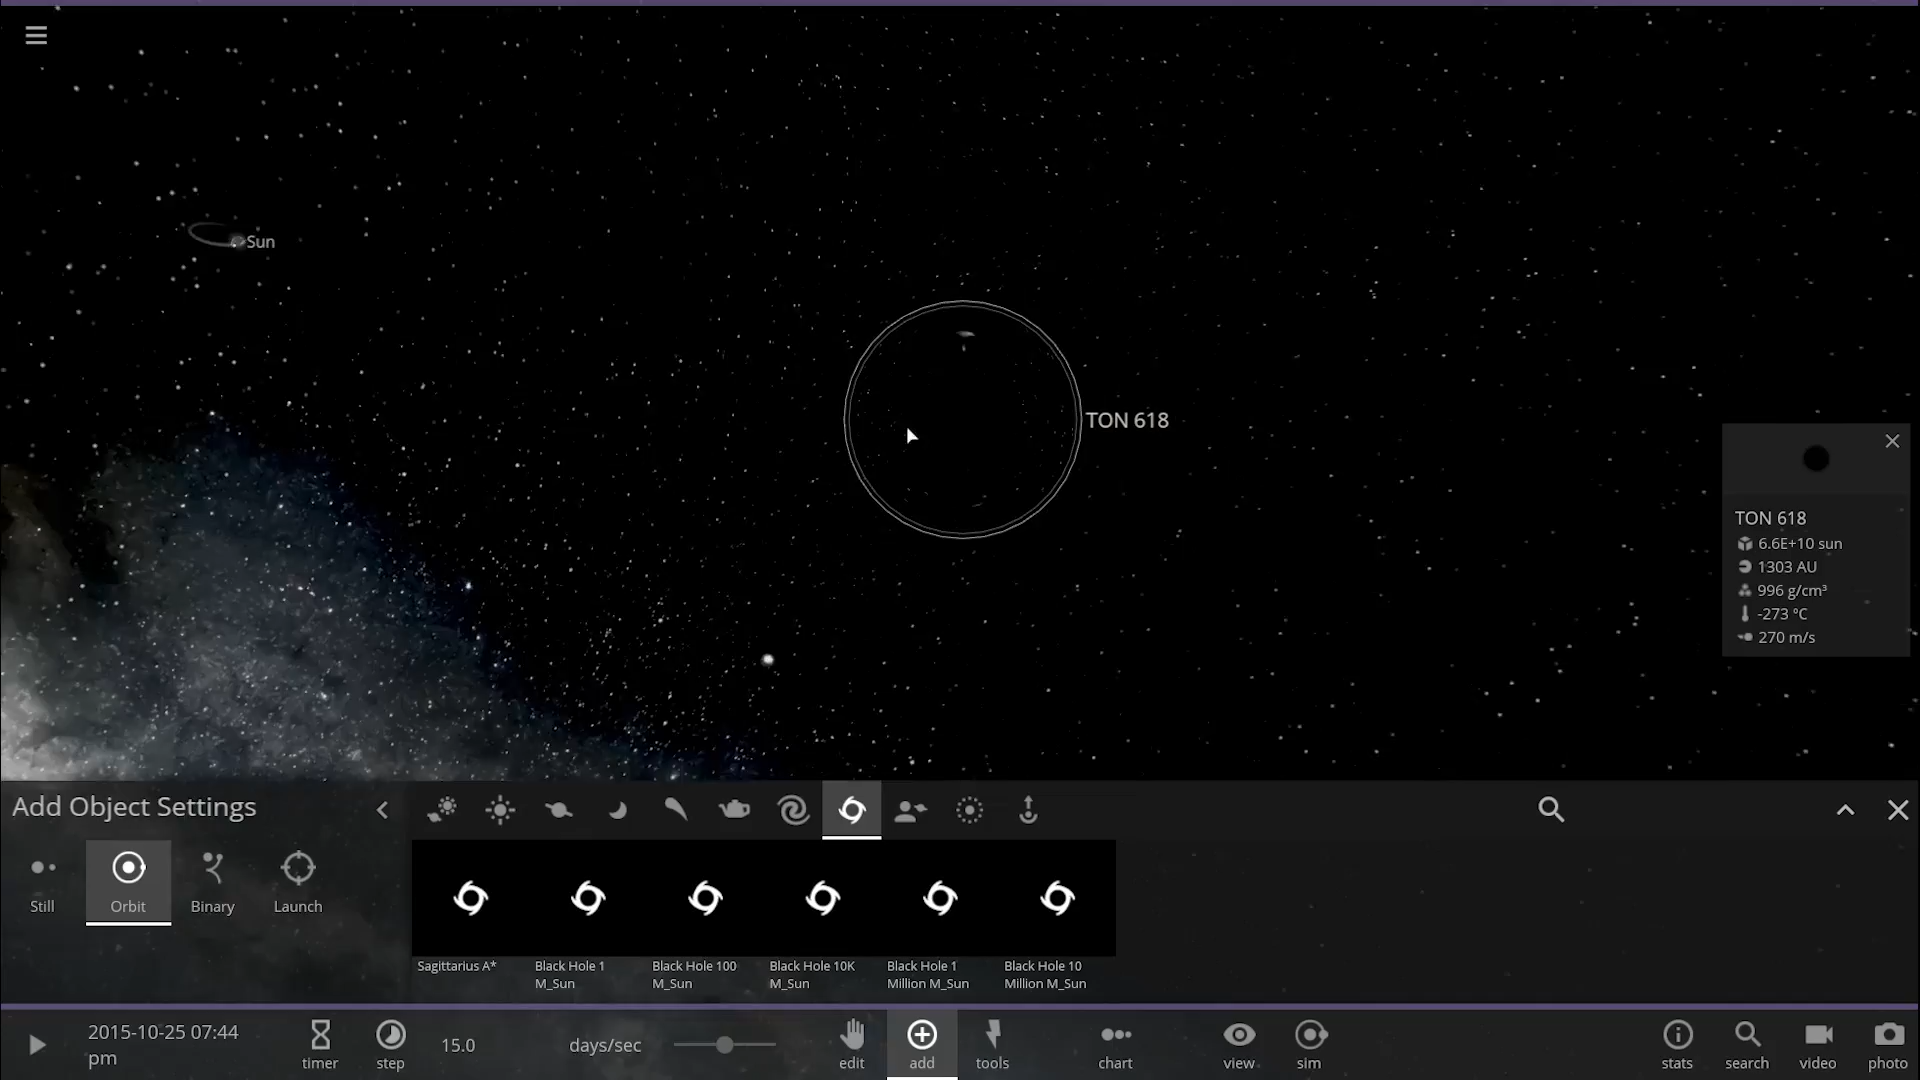 Sun
TON 618
TON 618
6.6E+10 sun
1303 AU
996 g/cm³
-273 °C
270 m/s
Add Object Settings
Still
Orbit
Binary
Launch
Sagittarius A*
Black Hole 1
M_Sun
Black Hole 100
M_Sun
Black Hole 10K
M_Sun
Black Hole 1
Million M_Sun
Black Hole 10
Million M_Sun
2015-10-25 07:44
pm
timer
step
15.0
days/sec
edit
add
tools
chart
view
sim
stats
search
video
photo